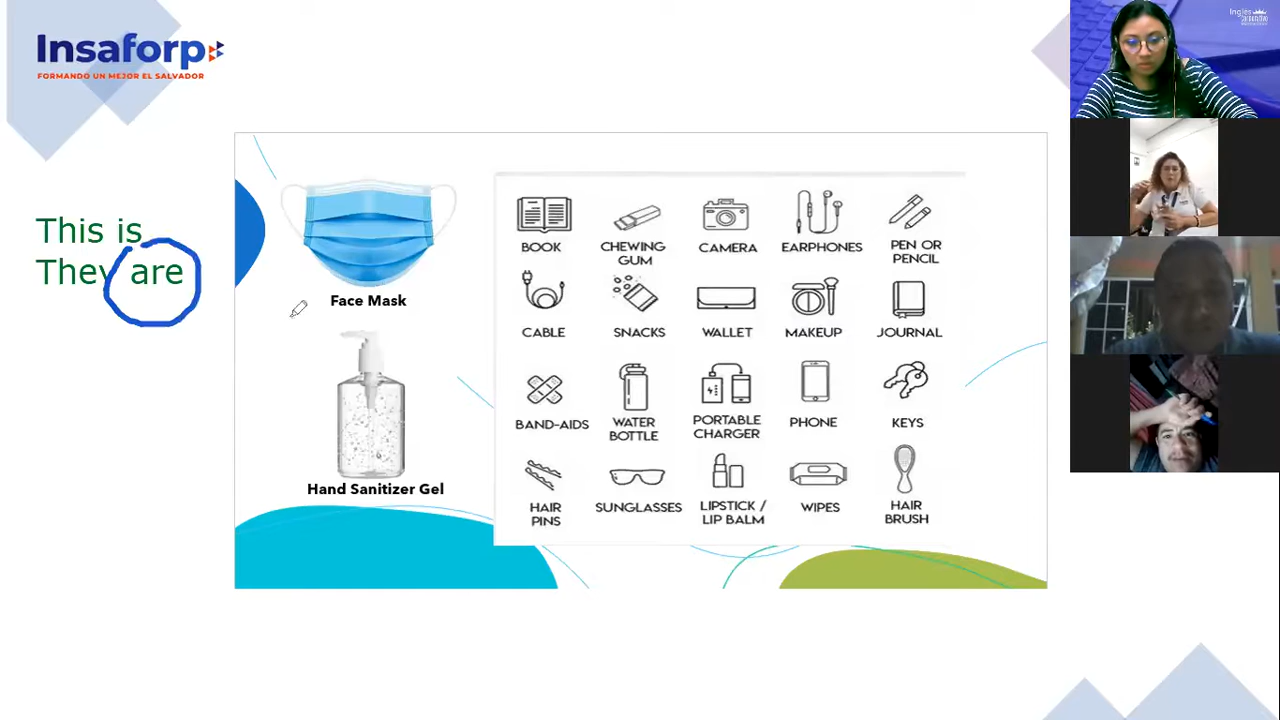 Insaforp
FORMANDO UN MEJOR EL SALVADOR
This is
They are
Face Mask
Hand Sanitizer Gel
BOOK
CHEWING
GUM
CAMERA
EARPHONES
PEN OR
PENCIL
CABLE
SNACKS
WALLET
MAKEUP
JOURNAL
BAND-AIDS
WATER
BOTTLE
PORTABLE
CHARGER
PHONE
KEYS
HAIR
PINS
SUNGLASSES
LIPSTICK /
LIP BALM
WIPES
HAIR
BRUSH